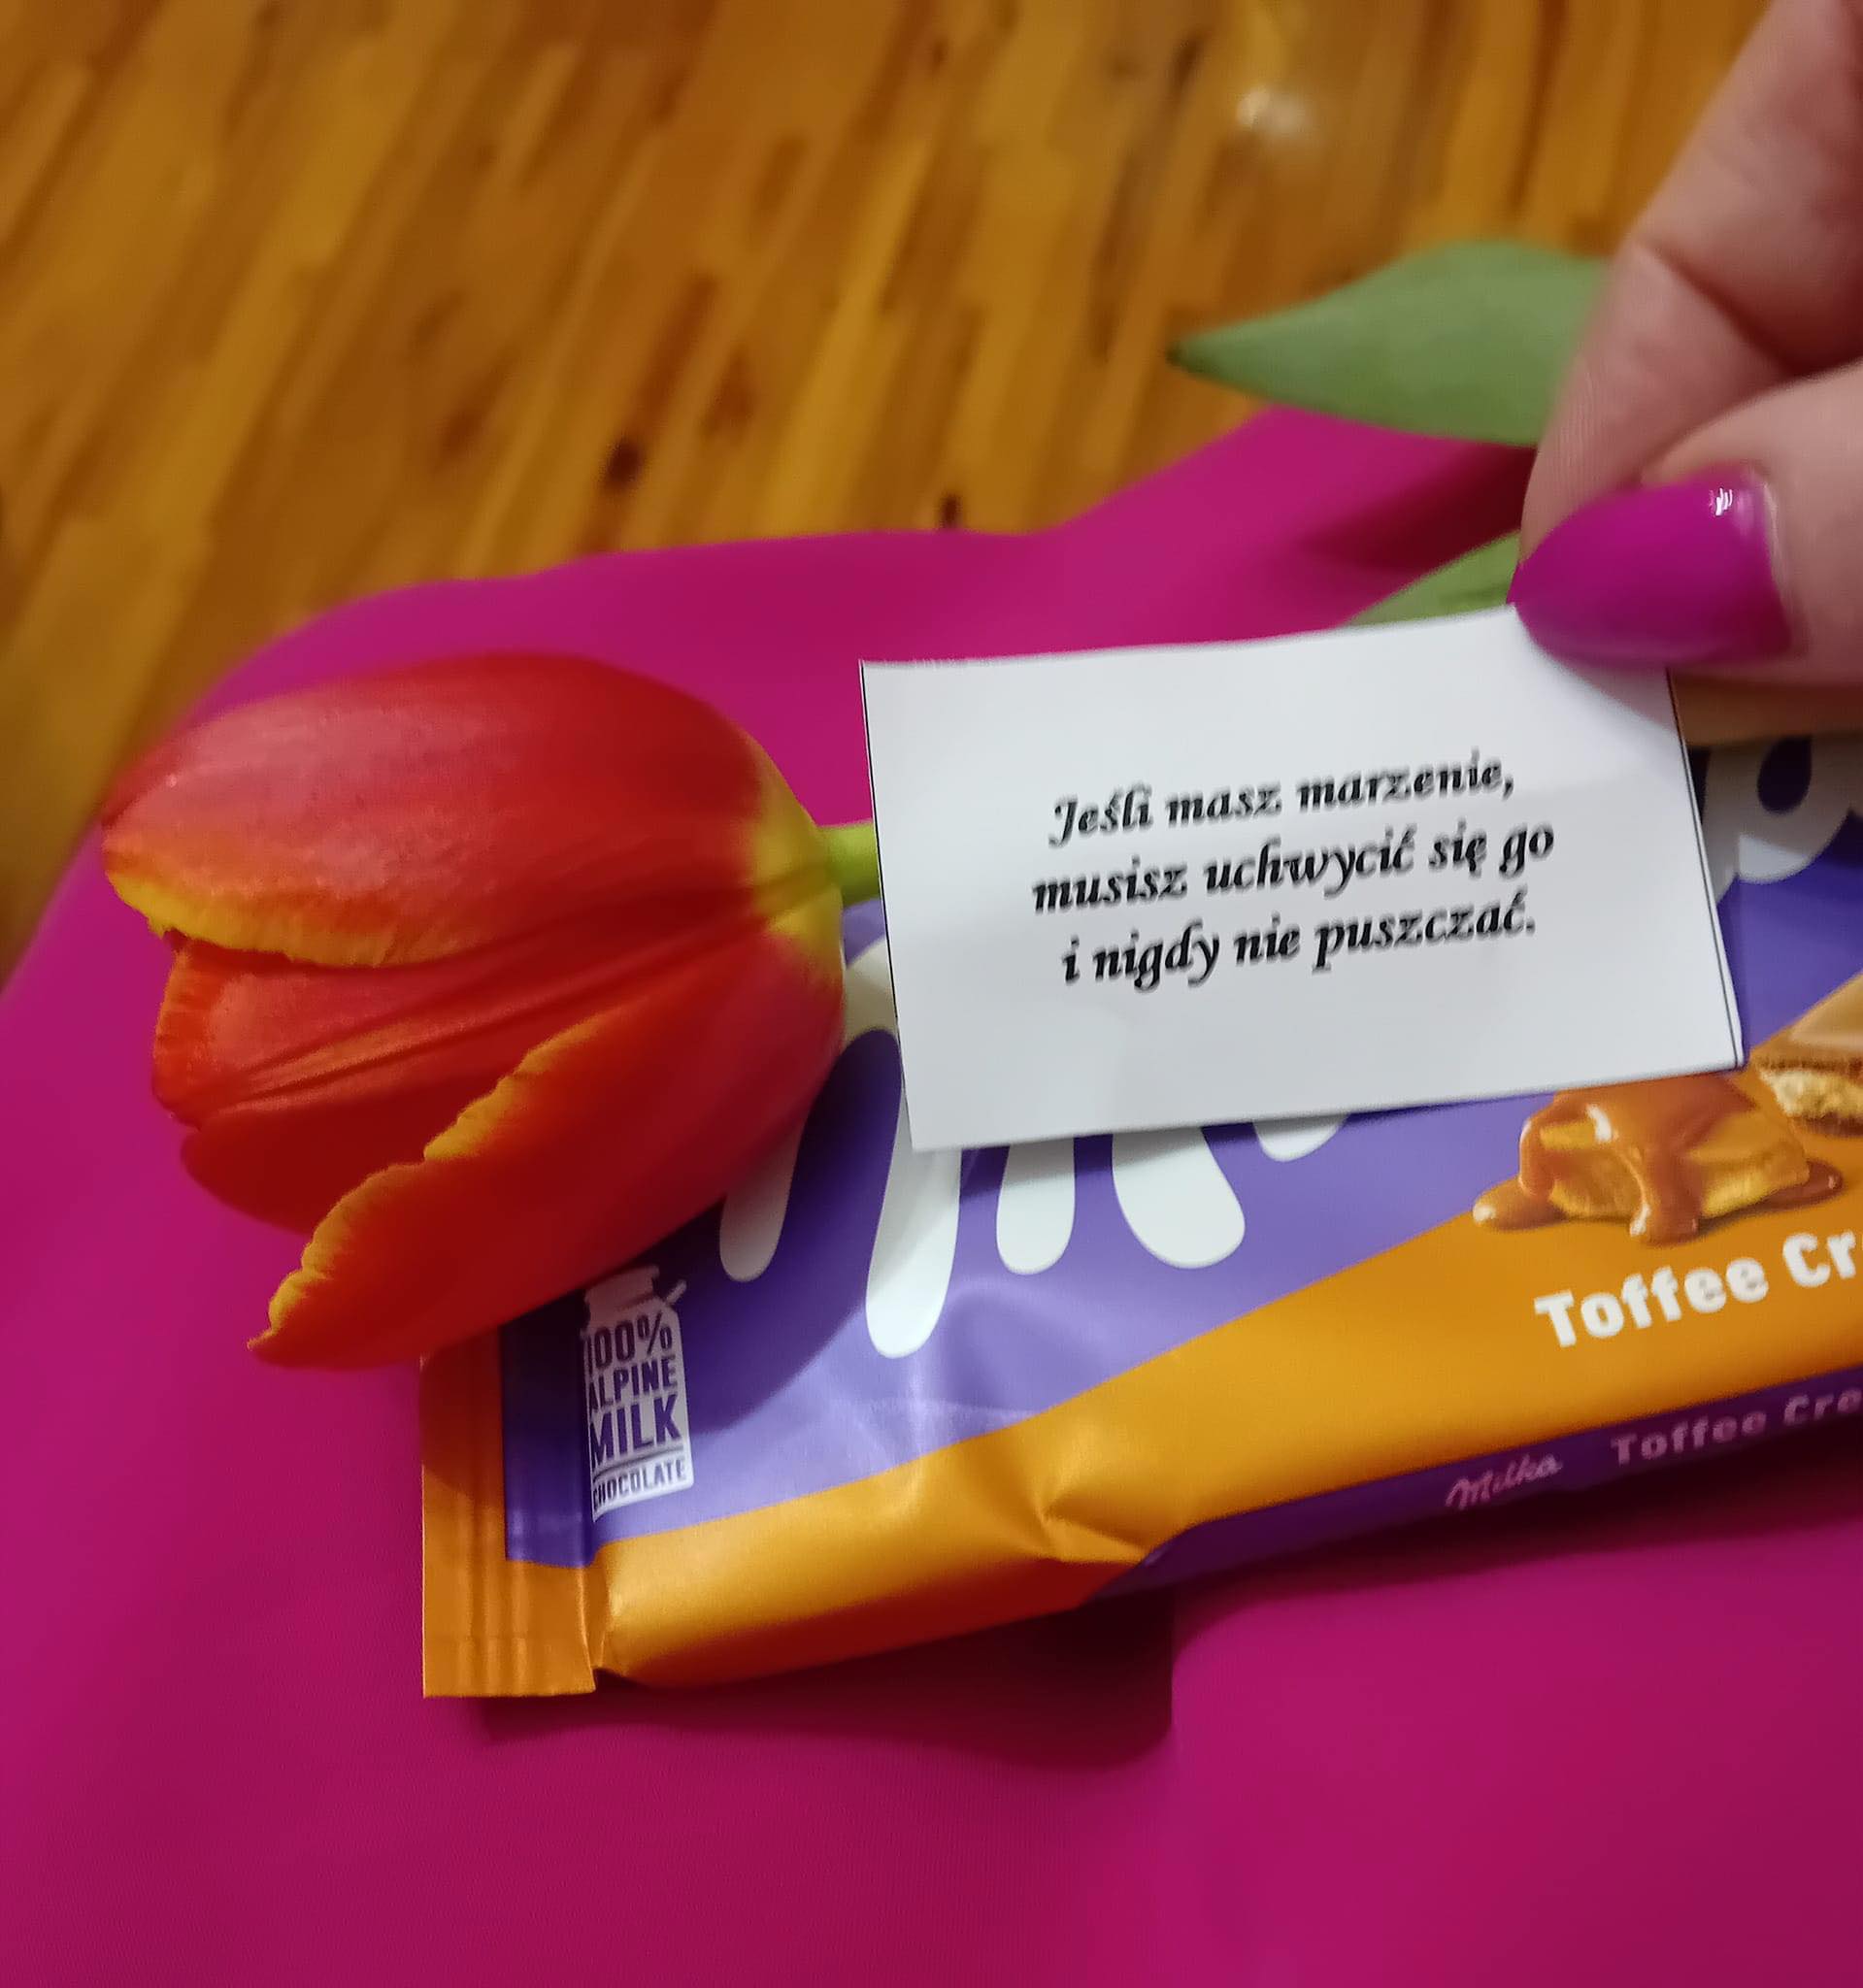 Jeśli masz marzenie,
musisz uchwycić się go
i nigdy nie puszczać.
100%
ALPINE
MILK
CHOCOLATE
Toffee Cr
Milka Toffee Cre